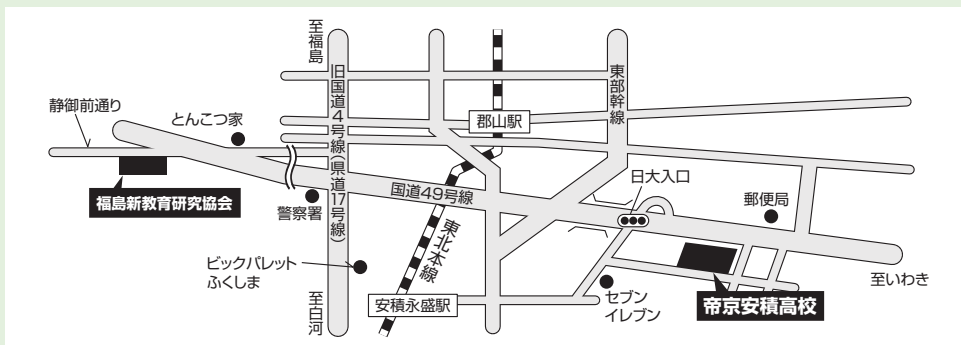 至福島
旧国道4号線(県道17号線)
東部幹線
静御前通り
とんこつ家
郡山駅
日大入口
郵便局
福島新教育研究協会
警察署
国道49号線
東北本線
ビックパレット
ふくしま
至白河
安積永盛駅
セブン
イレブン
帝京安積高校
至いわき